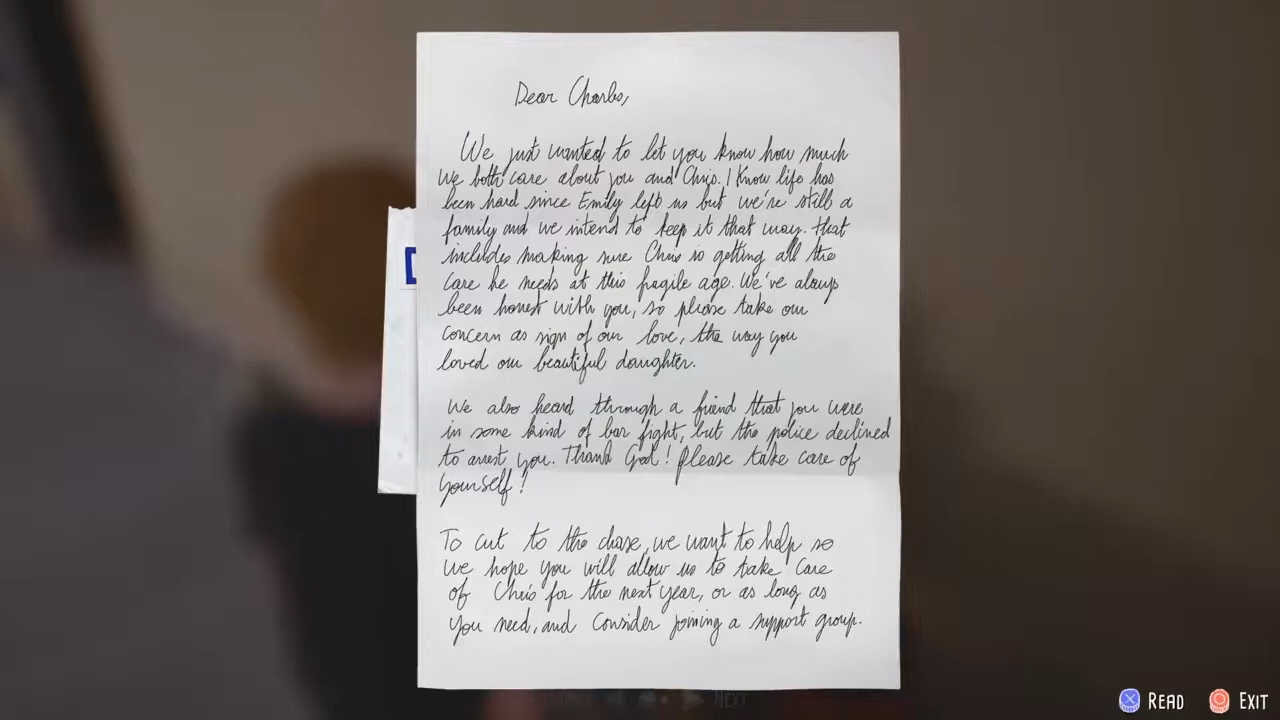 Dear Charles,
We just wanted to let you know how much
we both care about you and Chris. I Know life has
been hard since Emily left us but we're still a
family and we intend to keep it that way. That
includes making sure Chris is getting all the
care he needs at this fragile age. We've always
been honest with you, so please take our
concern as sign of our love, the way you
loved our beautiful daughter.
We also heard through a friend that you were
in some kind of bar fight, but the police declined
to arrest you. Thank God! please take care of
yourself!
To cut to the chase, we want to help so
we hope you will allow us to take Care
of Chris for the next year, or as long as
you need, and Consider joining a support group.
NEXT
READ EXIT